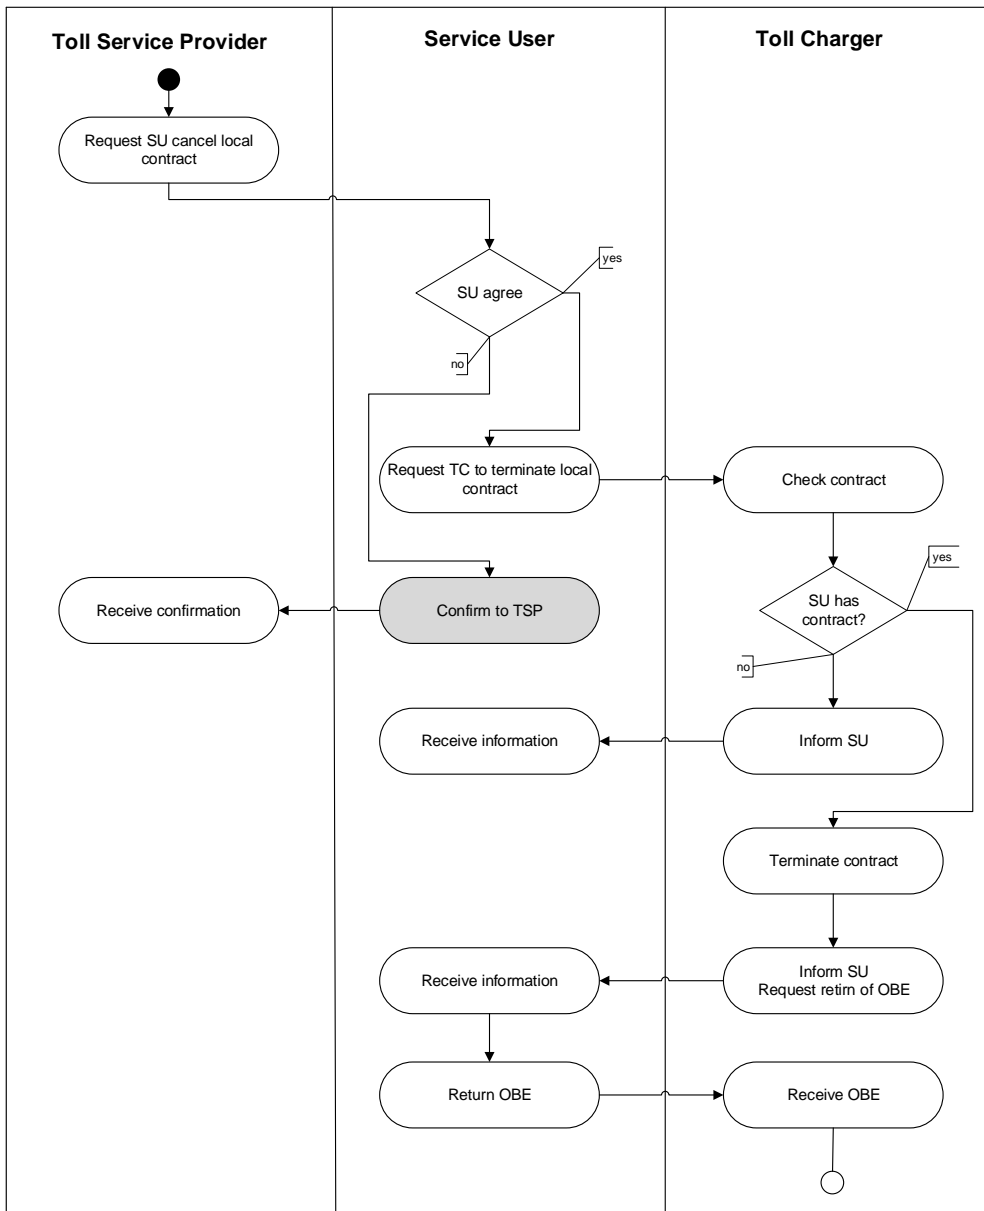 Toll Service Provider
Service User
Toll Charger
Request SU cancel local
contract
yes
SU agree
no
Request TC to terminate local
contract
Check contract
yes
Receive confirmation
Confirm to TSP
SU has
contract?
no
Receive information
Inform SU
Terminate contract
Receive information
Inform SU
Request retirn of OBE
Return OBE
Receive OBE